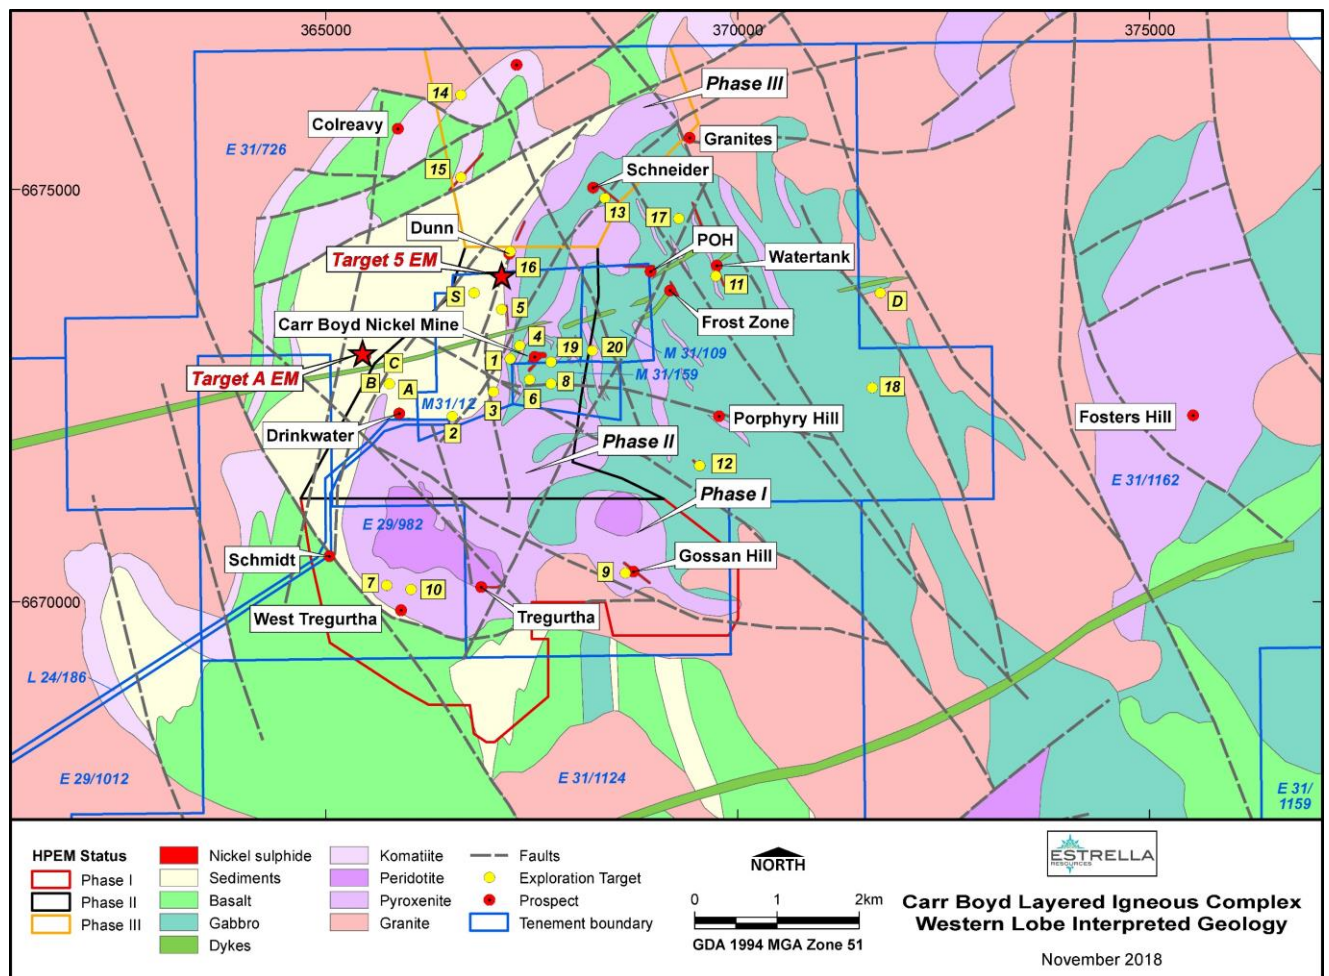 365000
370000
375000
6675000
6670000
Phase III
14
Colreavy
Granites
E 31/726
15
Schneider
13
17
Dunn
POH
Target 5 EM
16
Watertank
11
S
5
D
Carr Boyd Nickel Mine
Frost Zone
4
19
20
1
M 31/109
C
Target A EM
B
A
M 31/159
8
18
6
M31/12
3
Drinkwater
2
Porphyry Hill
Fosters Hill
Phase II
12
Phase I
E 31/1162
E 29/982
Schmidt
Gossan Hill
9
7
10
West Tregurtha
Tregurtha
L 24/186
E 29/1012
E 31/1124
E 31/
1159
HPEM Status
Phase I
Phase II
Phase III
Nickel sulphide
Sediments
Basalt
Gabbro
Dykes
Komatiite
Peridotite
Pyroxenite
Granite
Faults
Exploration Target
Prospect
Tenement boundary
NORTH
0 1 2km
GDA 1994 MGA Zone 51
ESTRELLA
RESOURCES
Carr Boyd Layered Igneous Complex
Western Lobe Interpreted Geology
November 2018